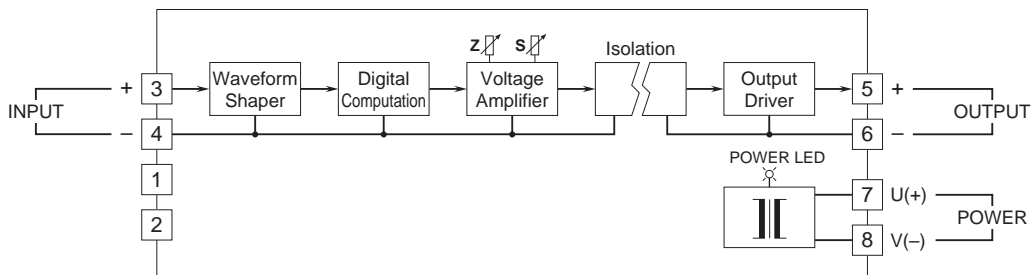 Z S Isolation
Waveform Shaper
Digital Computation
Voltage Amplifier
Output Driver
INPUT
+ 3
– 4
1
2
5 +
6 –
OUTPUT
POWER LED
7 U(+)
8 V(–)
POWER